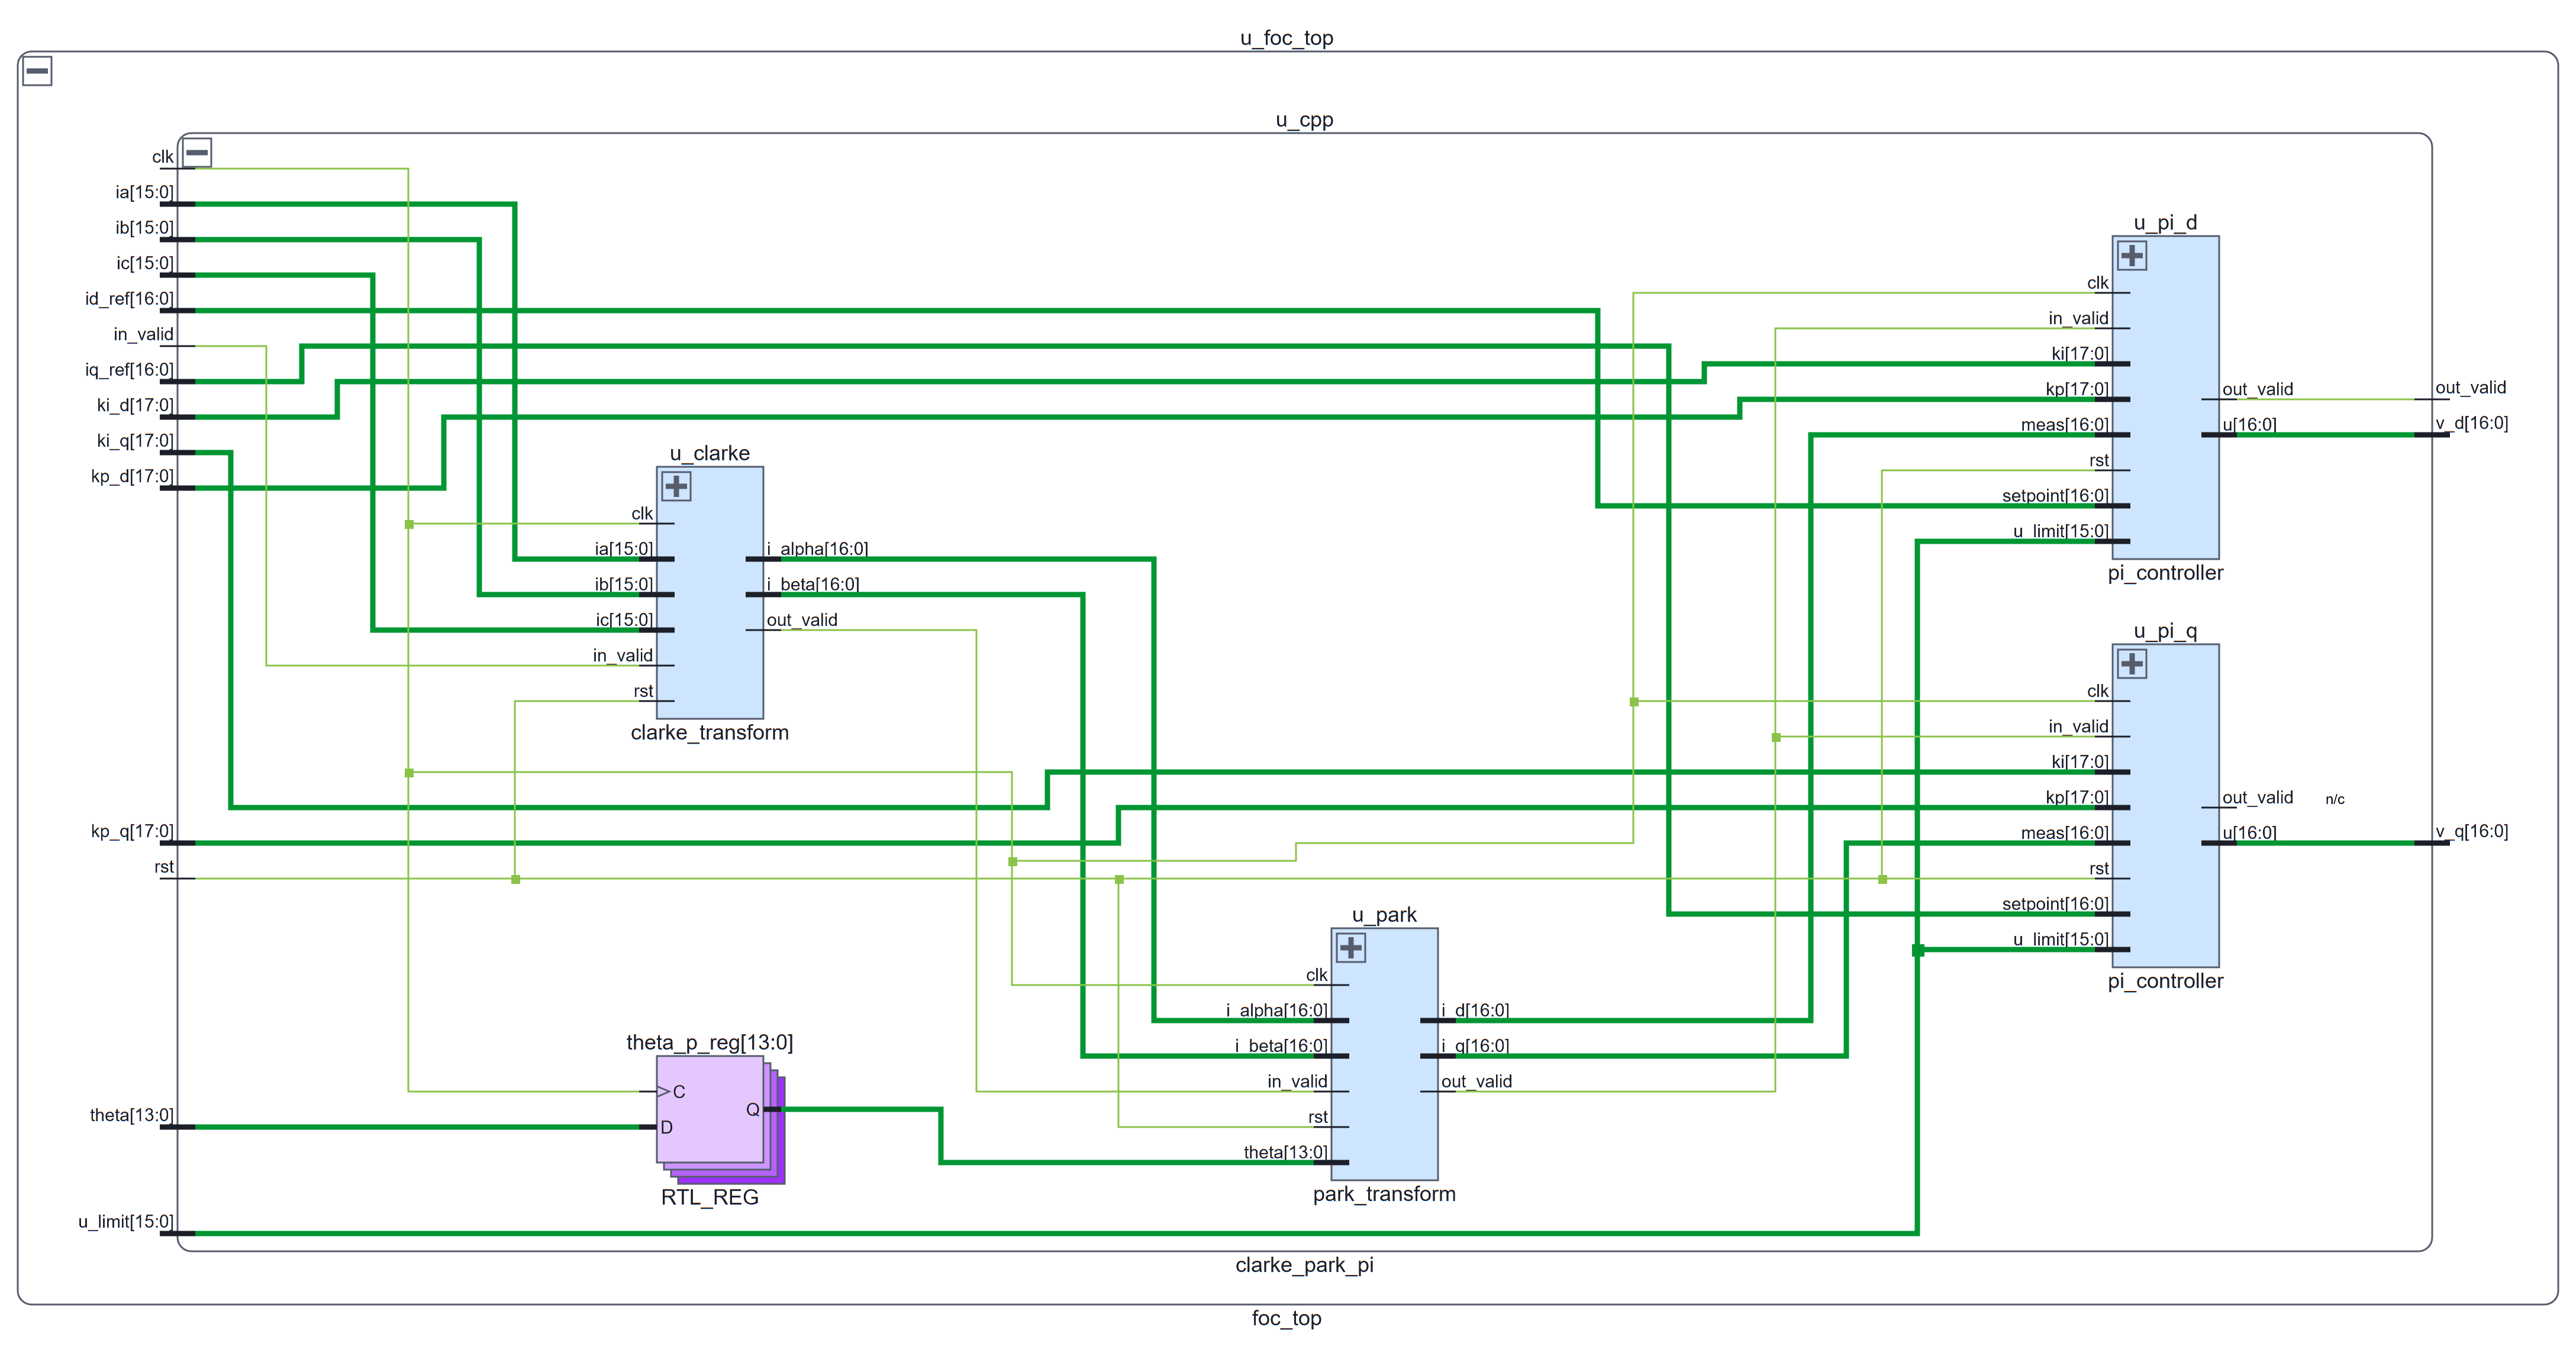 u_foc_top
u_cpp
clk
ia[15:0]
ib[15:0]
ic[15:0]
id_ref[16:0]
in_valid
iq_ref[16:0]
ki_d[17:0]
ki_q[17:0]
kp_d[17:0]
kp_q[17:0]
rst
theta[13:0]
u_limit[15:0]
u_clarke
clk
ia[15:0]
ib[15:0]
ic[15:0]
in_valid
rst
i_alpha[16:0]
i_beta[16:0]
out_valid
clarke_transform
theta_p_reg[13:0]
C
D
Q
RTL_REG
u_park
clk
i_alpha[16:0]
i_beta[16:0]
in_valid
rst
theta[13:0]
i_d[16:0]
i_q[16:0]
out_valid
park_transform
u_pi_d
clk
in_valid
ki[17:0]
kp[17:0]
meas[16:0]
rst
setpoint[16:0]
u_limit[15:0]
out_valid
u[16:0]
pi_controller
u_pi_q
clk
in_valid
ki[17:0]
kp[17:0]
meas[16:0]
rst
setpoint[16:0]
u_limit[15:0]
out_valid
n/c
u[16:0]
pi_controller
out_valid
v_d[16:0]
v_q[16:0]
clarke_park_pi
foc_top